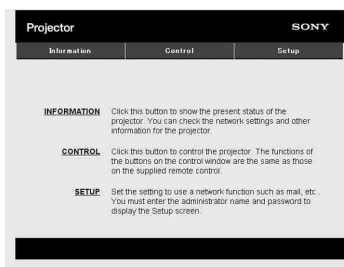 Projector SONY
Information Control Setup
INFORMATION Click this button to show the present status of the
projector. You can check the network settings and other
information for the projector.
CONTROL Click this button to control the projector. The functions of
the buttons on the control window are the same as those
on the supplied remote control.
SETUP Set the setting to use a network function such as mail, etc..
You must enter the administrator name and password to
display the Setup screen.